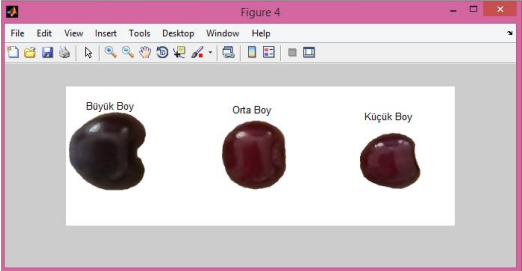 Figure 4
File Edit View Insert Tools Desktop Window Help
Büyük Boy
Orta Boy
Küçük Boy